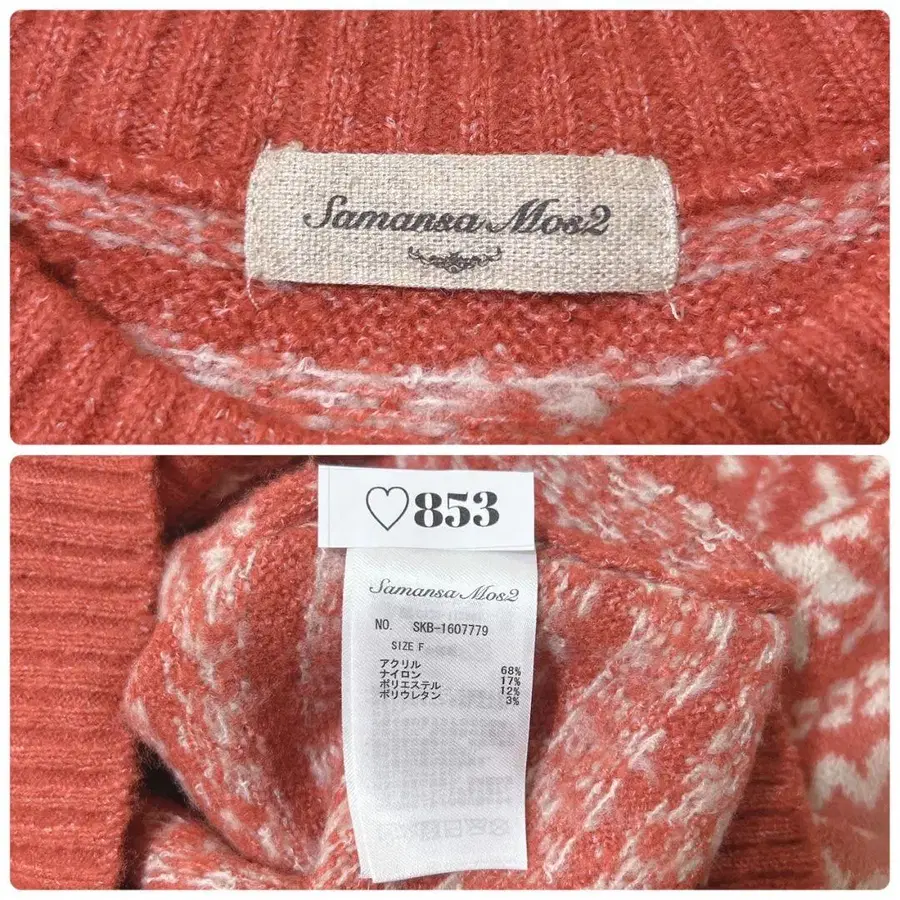 Samansa Mos2
♡853
Samansa Mos2
NO. SKB-1607779
SIZE F
アクリル 68%
ナイロン 17%
ポリエステル 12%
ポリウレタン 3%